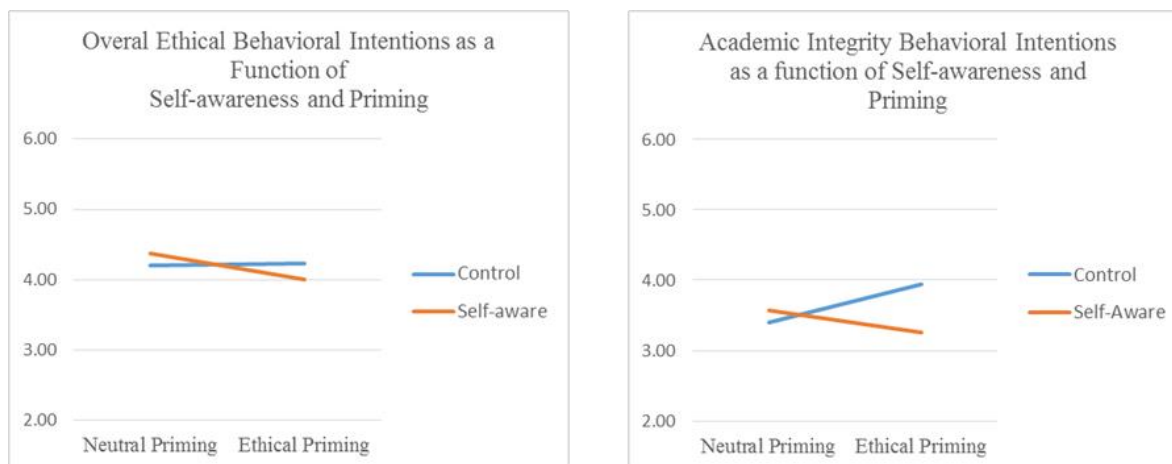 Overal Ethical Behavioral Intentions as a
Function of
Self-awareness and Priming
6.00
5.00
4.00
3.00
2.00
Neutral Priming Ethical Priming
Control
Self-aware
Academic Integrity Behavioral Intentions
as a function of Self-awareness and
Priming
6.00
5.00
4.00
3.00
2.00
Neutral Priming Ethical Priming
Control
Self-Aware